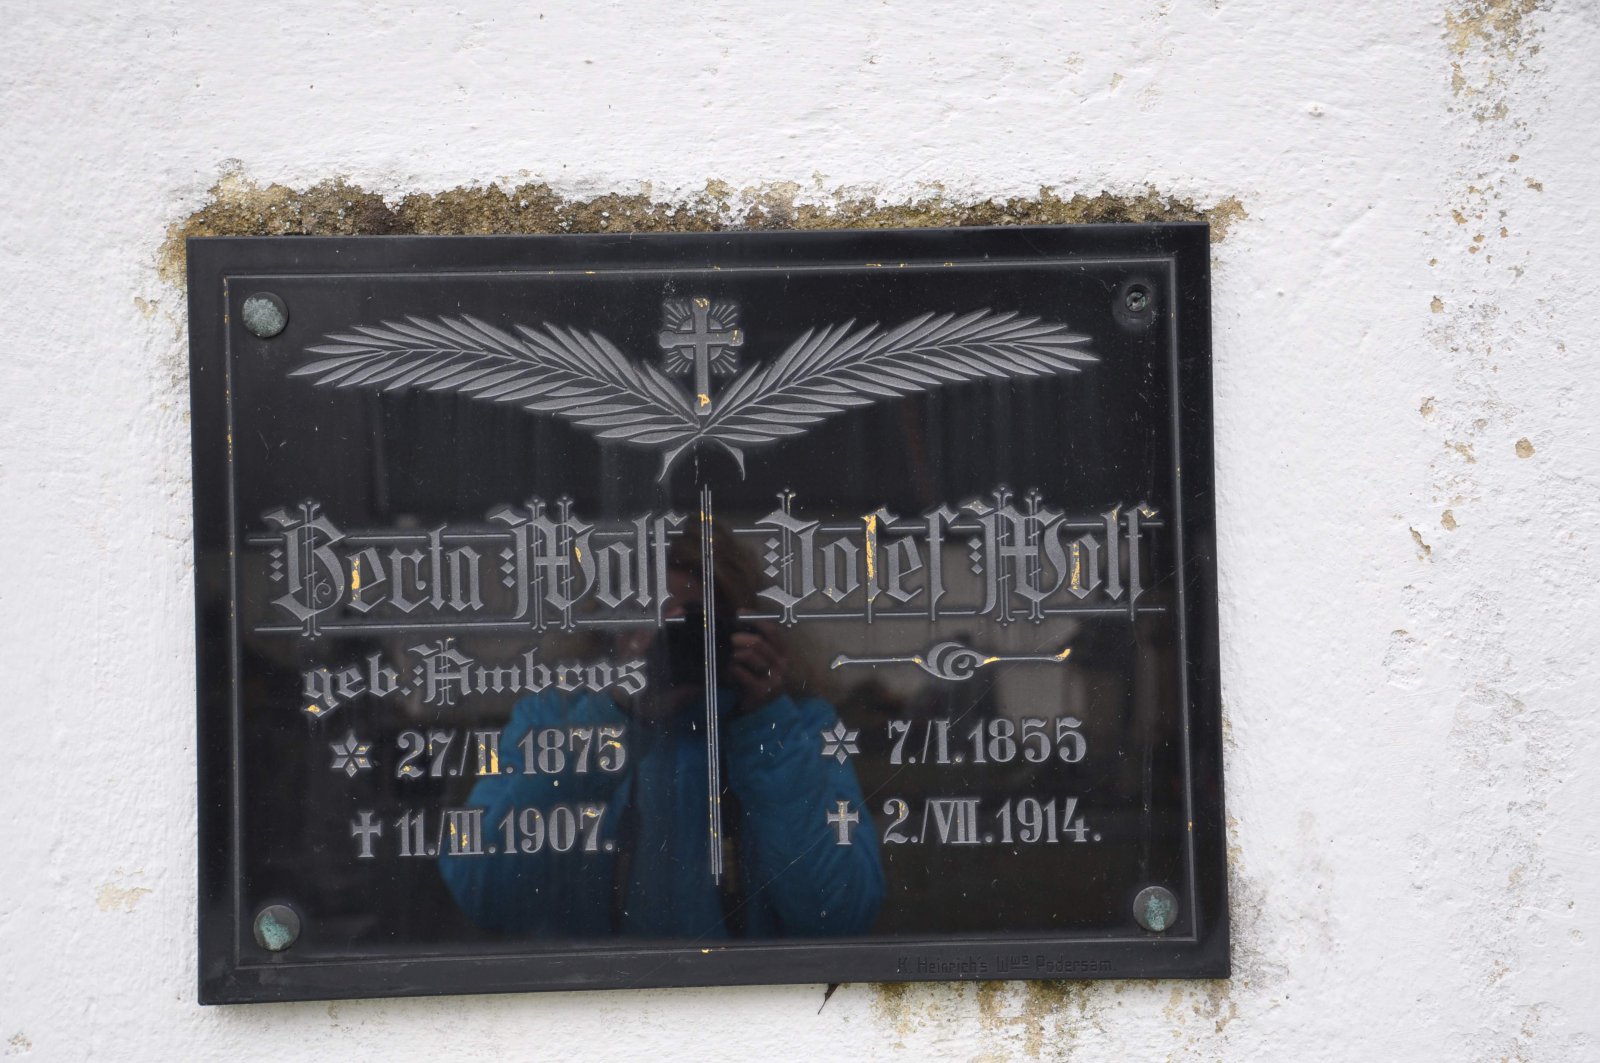 Berta Wolf
geb. Ambros
* 27./II. 1875
† 11./III. 1907.
Josef Wolf
* 7./I. 1855
† 2./VII. 1914.
K. Heinrich's Wwe Podersam.